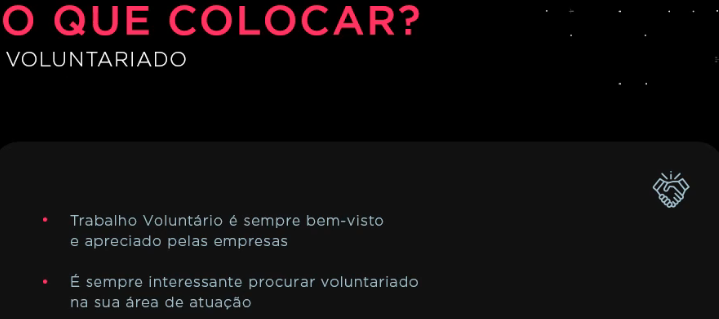 O QUE COLOCAR?
VOLUNTARIADO
• Trabalho Voluntário é sempre bem-visto
e apreciado pelas empresas
• É sempre interessante procurar voluntariado
na sua área de atuação